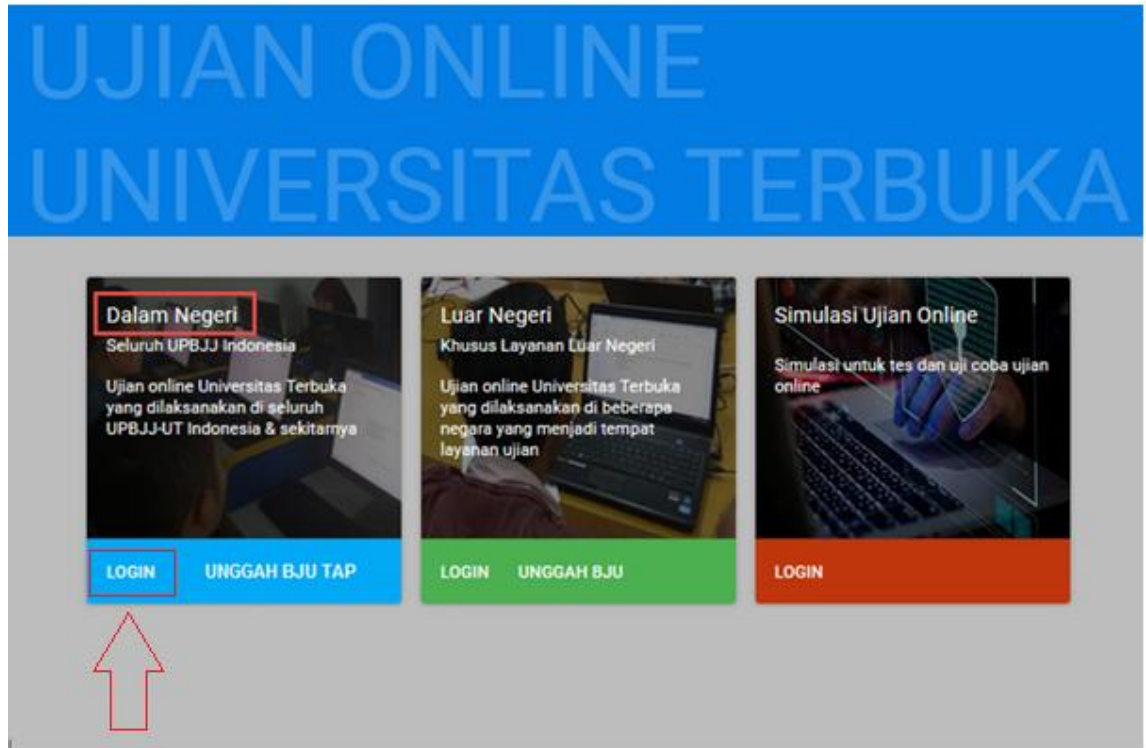 UJIAN ONLINE
UNIVERSITAS TERBUKA
Dalam Negeri
Seluruh UPBJJ Indonesia
Ujian online Universitas Terbuka
yang dilaksanakan di seluruh
UPBJJ-UT Indonesia & sekitarnya
LOGIN
UNGGAH BJU TAP
Luar Negeri
Khusus Layanan Luar Negeri
Ujian online Universitas Terbuka
yang dilaksanakan di beberapa
negara yang menjadi tempat
layanan ujian
LOGIN
UNGGAH BJU
Simulasi Ujian Online
Simulasi untuk tes dan uji coba ujian
online
LOGIN